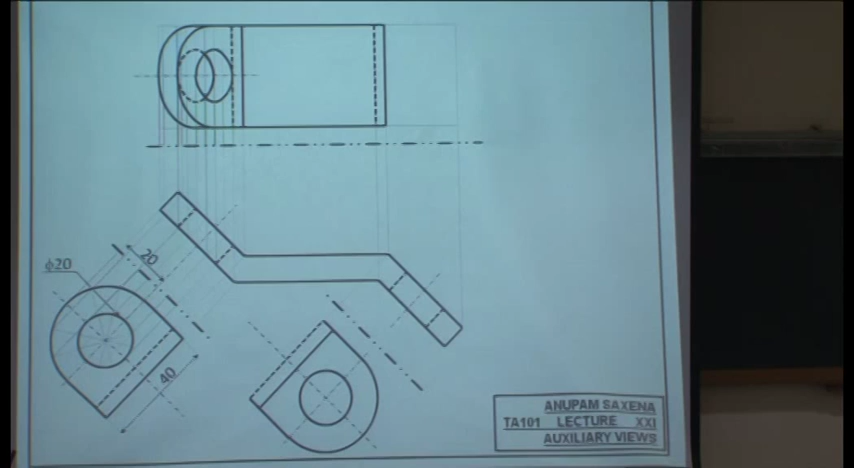 ϕ20
20
40
ANUPAM SAXENA
TA101 LECTURE XXI
AUXILIARY VIEWS